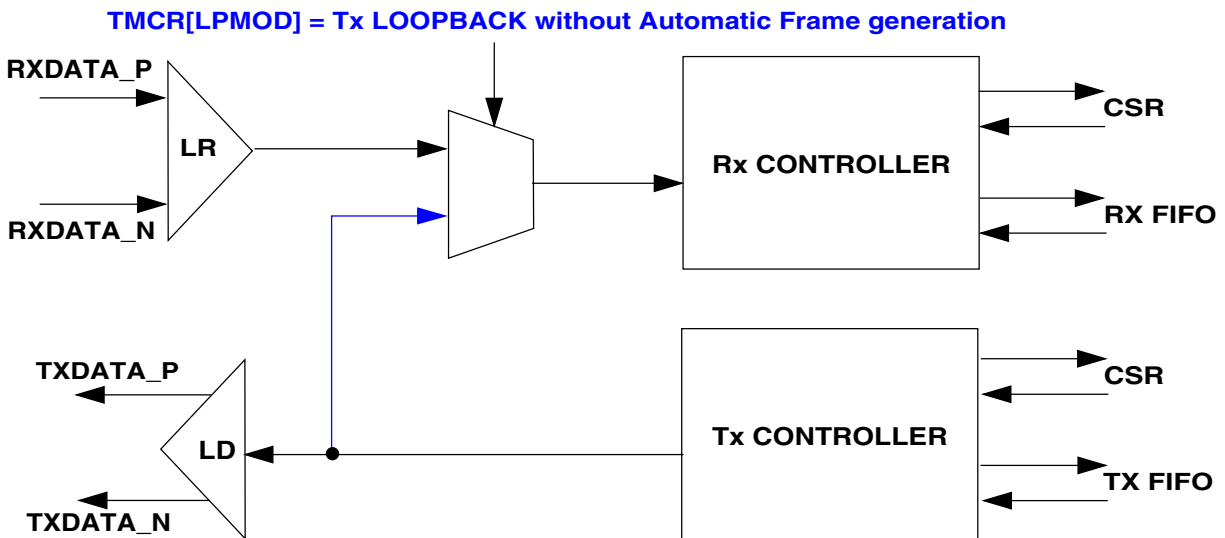 TMCR[LPMOD] = Tx LOOPBACK without Automatic Frame generation
RXDATA_P
LR
RXDATA_N
Rx CONTROLLER
CSR
RX FIFO
TXDATA_P
LD
TXDATA_N
Tx CONTROLLER
CSR
TX FIFO